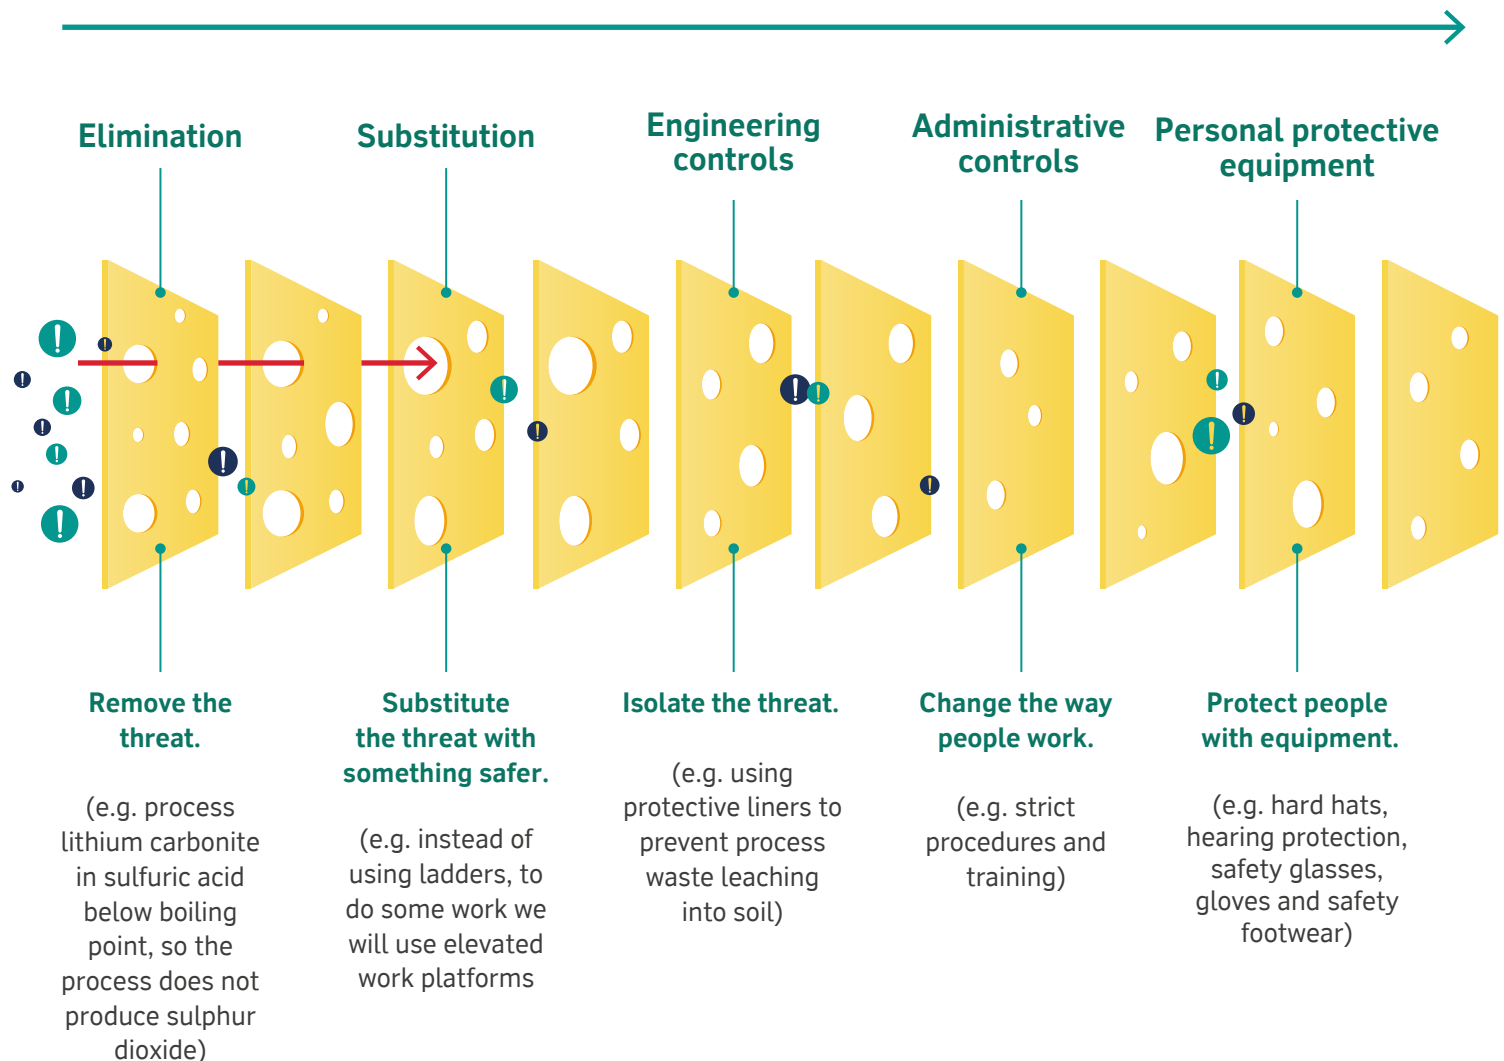 Elimination
Substitution
Engineering
controls
Administrative
controls
Personal protective
equipment
Remove the
threat.
(e.g. process
lithium carbonite
in sulfuric acid
below boiling
point, so the
process does not
produce sulphur
dioxide)
Substitute
the threat with
something safer.
(e.g. instead of
using ladders, to
do some work we
will use elevated
work platforms
Isolate the threat.
(e.g. using
protective liners to
prevent process
waste leaching
into soil)
Change the way
people work.
(e.g. strict
procedures and
training)
Protect people
with equipment.
(e.g. hard hats,
hearing protection,
safety glasses,
gloves and safety
footwear)